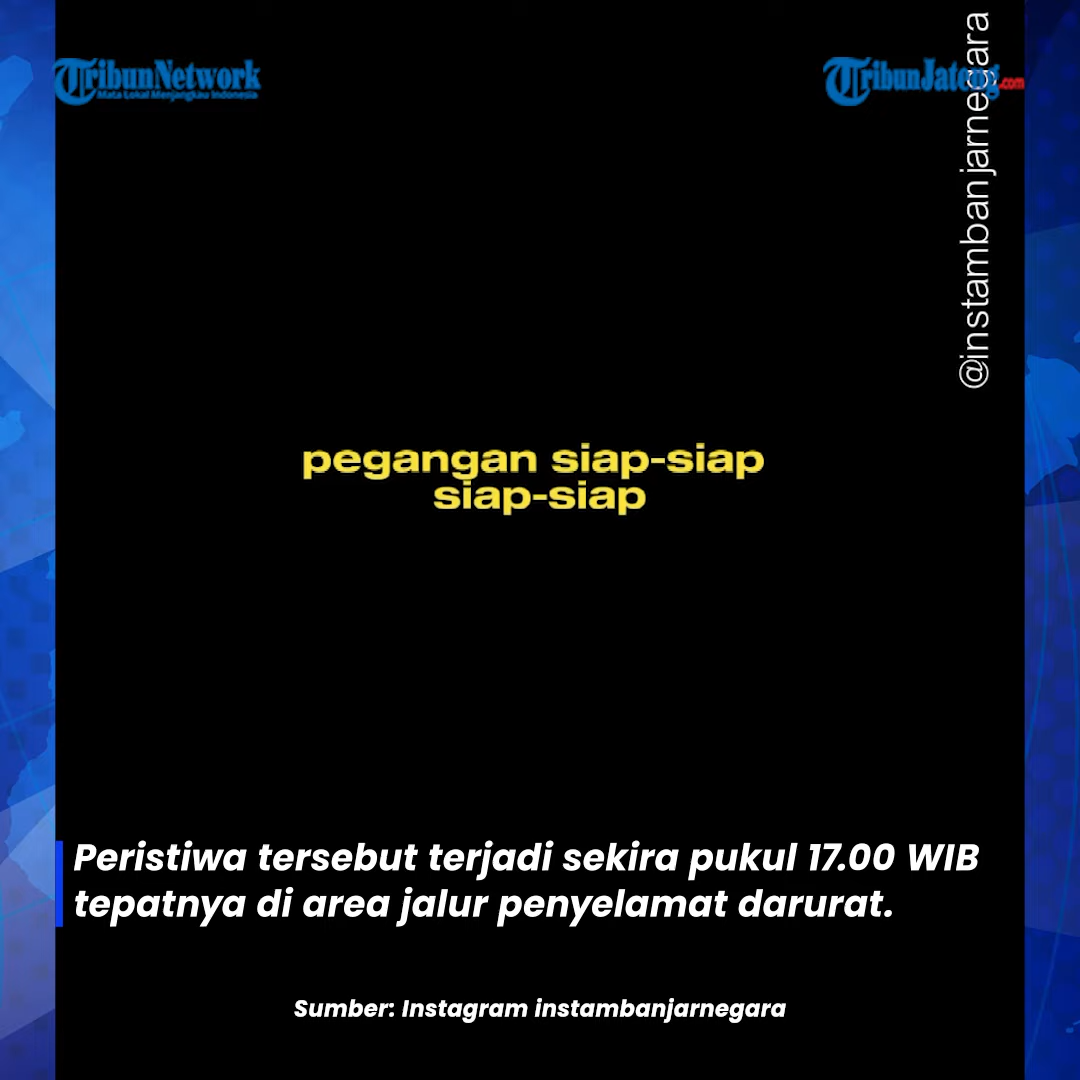 TribunNetwork
Mata Lokal Menjangkau Indonesia
TribunJateng.com
@instambanjarnegara
pegangan siap-siap
siap-siap
Peristiwa tersebut terjadi sekira pukul 17.00 WIB
tepatnya di area jalur penyelamat darurat.
Sumber: Instagram instambanjarnegara